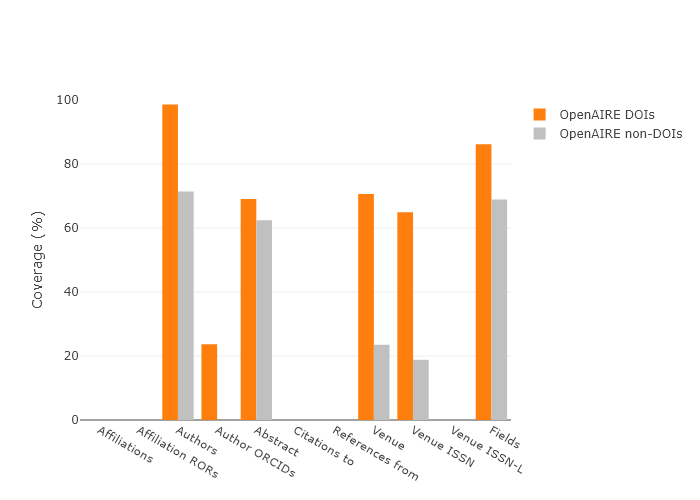 OpenAIRE DOIs
OpenAIRE non-DOIs
Coverage (%)
100
80
60
40
20
0
Affiliations
Affiliation RORs
Authors
Author ORCIDs
Abstract
Citations to
References from
Venue
Venue ISSN
Venue ISSN-L
Fields